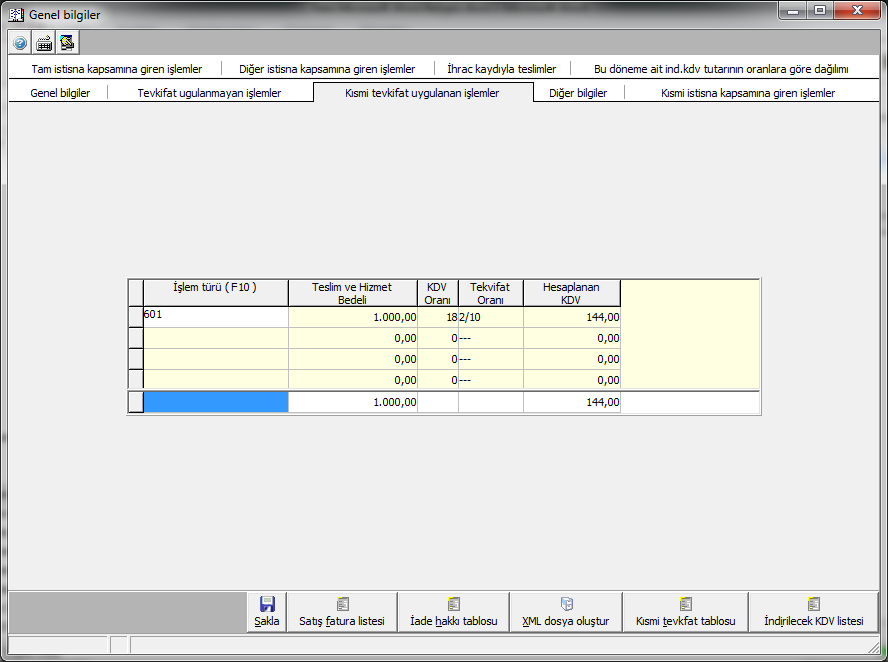 Genel bilgiler
Tam istisna kapsamına giren işlemler Diğer istisna kapsamına giren işlemler İhraç kaydıyla teslimler Bu döneme ait ind.kdv tutarının oranlara göre dağılımı
Genel bilgiler Tevkifat ugulanmayan işlemler Kısmi tevkifat uygulanan işlemler Diğer bilgiler Kısmi istisna kapsamına giren işlemler
İşlem türü ( F10 ) Teslim ve Hizmet Bedeli KDV Oranı Tekvifat Oranı Hesaplanan KDV
601 1.000,00 18 2/10 144,00
0,00 0 --- 0,00
0,00 0 --- 0,00
0,00 0 --- 0,00
1.000,00 144,00
Sakla Satış fatura listesi İade hakkı tablosu XML dosya oluştur Kısmi tevkfat tablosu İndirilecek KDV listesi